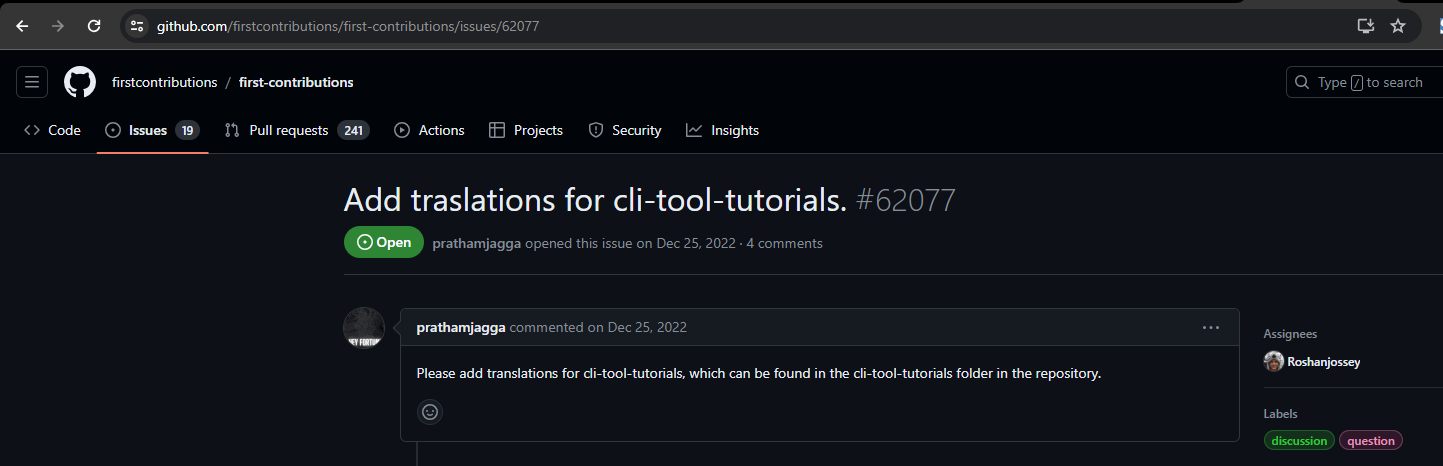 github.com/firstcontributions/first-contributions/issues/62077
firstcontributions / first-contributions
Type / to search
Code Issues 19 Pull requests 241 Actions Projects Security Insights
Add traslations for cli-tool-tutorials. #62077
Open prathamjagga opened this issue on Dec 25, 2022 · 4 comments
prathamjagga commented on Dec 25, 2022
Please add translations for cli-tool-tutorials, which can be found in the cli-tool-tutorials folder in the repository.
Assignees
Roshanjossey
Labels
discussion question